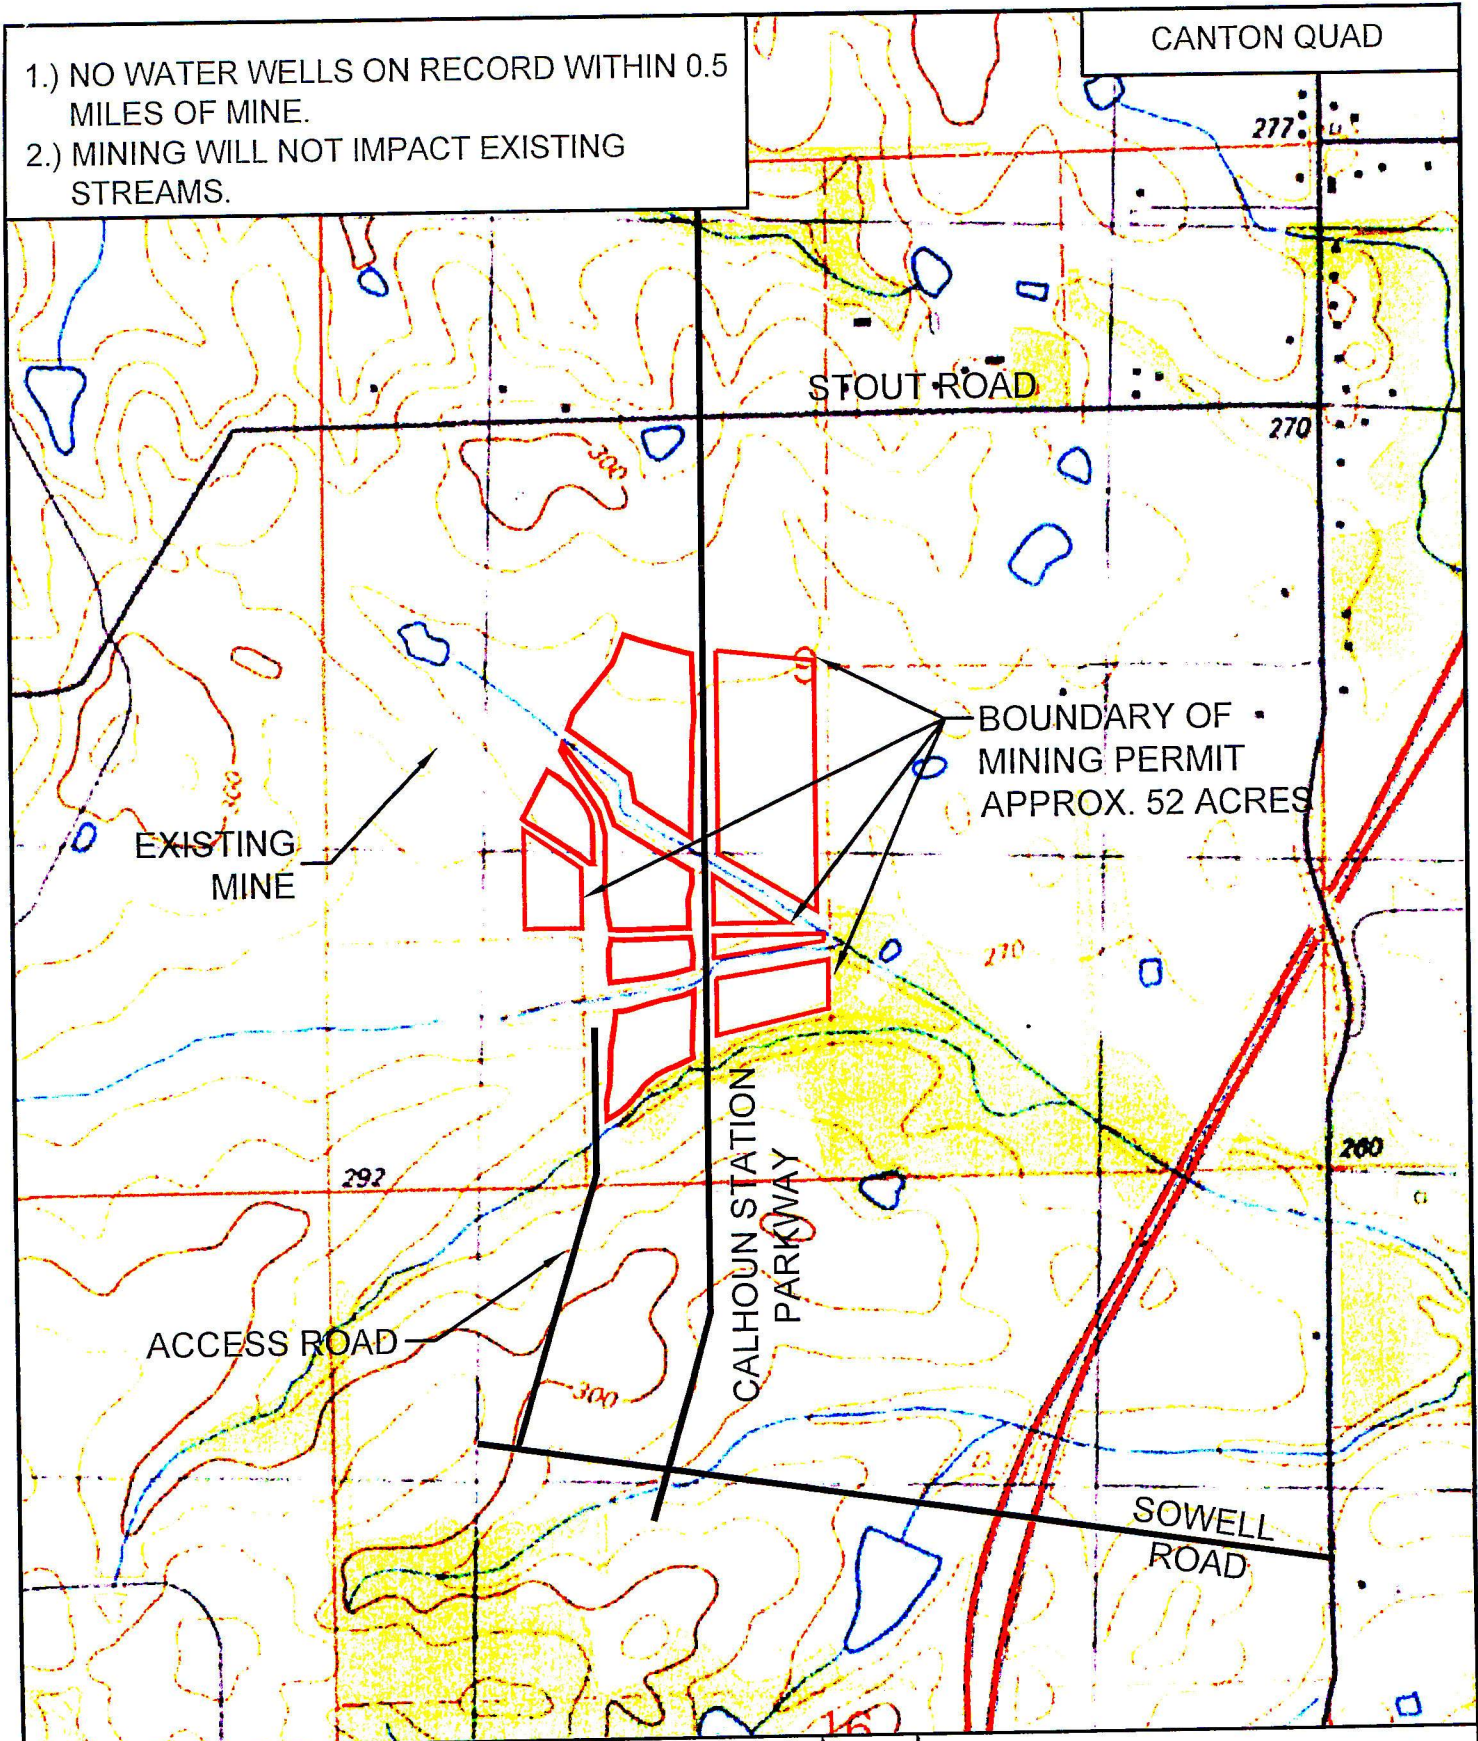 1.) NO WATER WELLS ON RECORD WITHIN 0.5
MILES OF MINE.
2.) MINING WILL NOT IMPACT EXISTING
STREAMS.
CANTON QUAD
277
STOUT ROAD
270
300
BOUNDARY OF
MINING PERMIT
APPROX. 52 ACRES
300
EXISTING
MINE
270
292
260
CALHOUN STATION
PARKWAY
ACCESS ROAD
300
SOWELL
ROAD
16